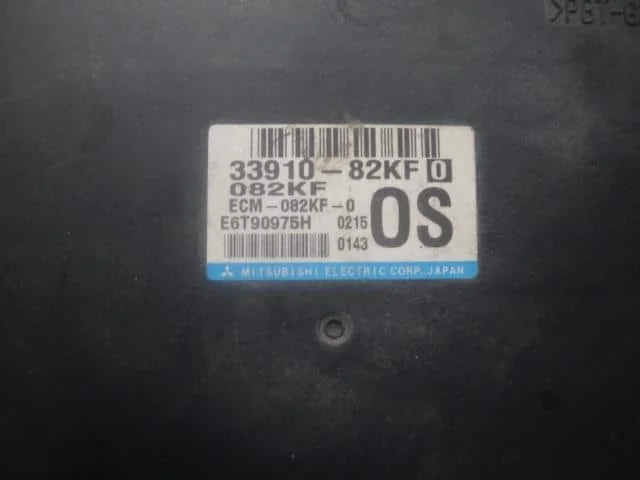 >PBT-G
33910-82KF 0
082KF
ECM-082KF-0
E6T90975H 0215
0143
OS
MITSUBISHI ELECTRIC CORP. JAPAN